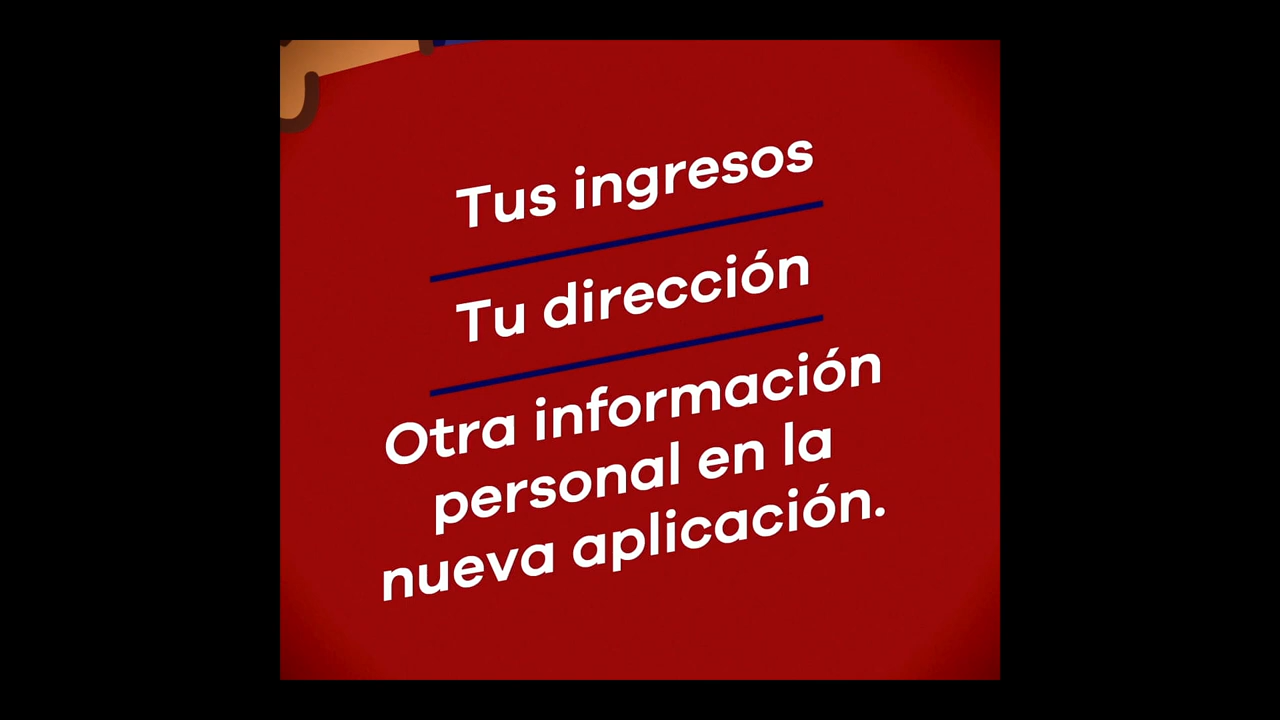 Tus ingresos
Tu dirección
Otra información
personal en la
nueva aplicación.